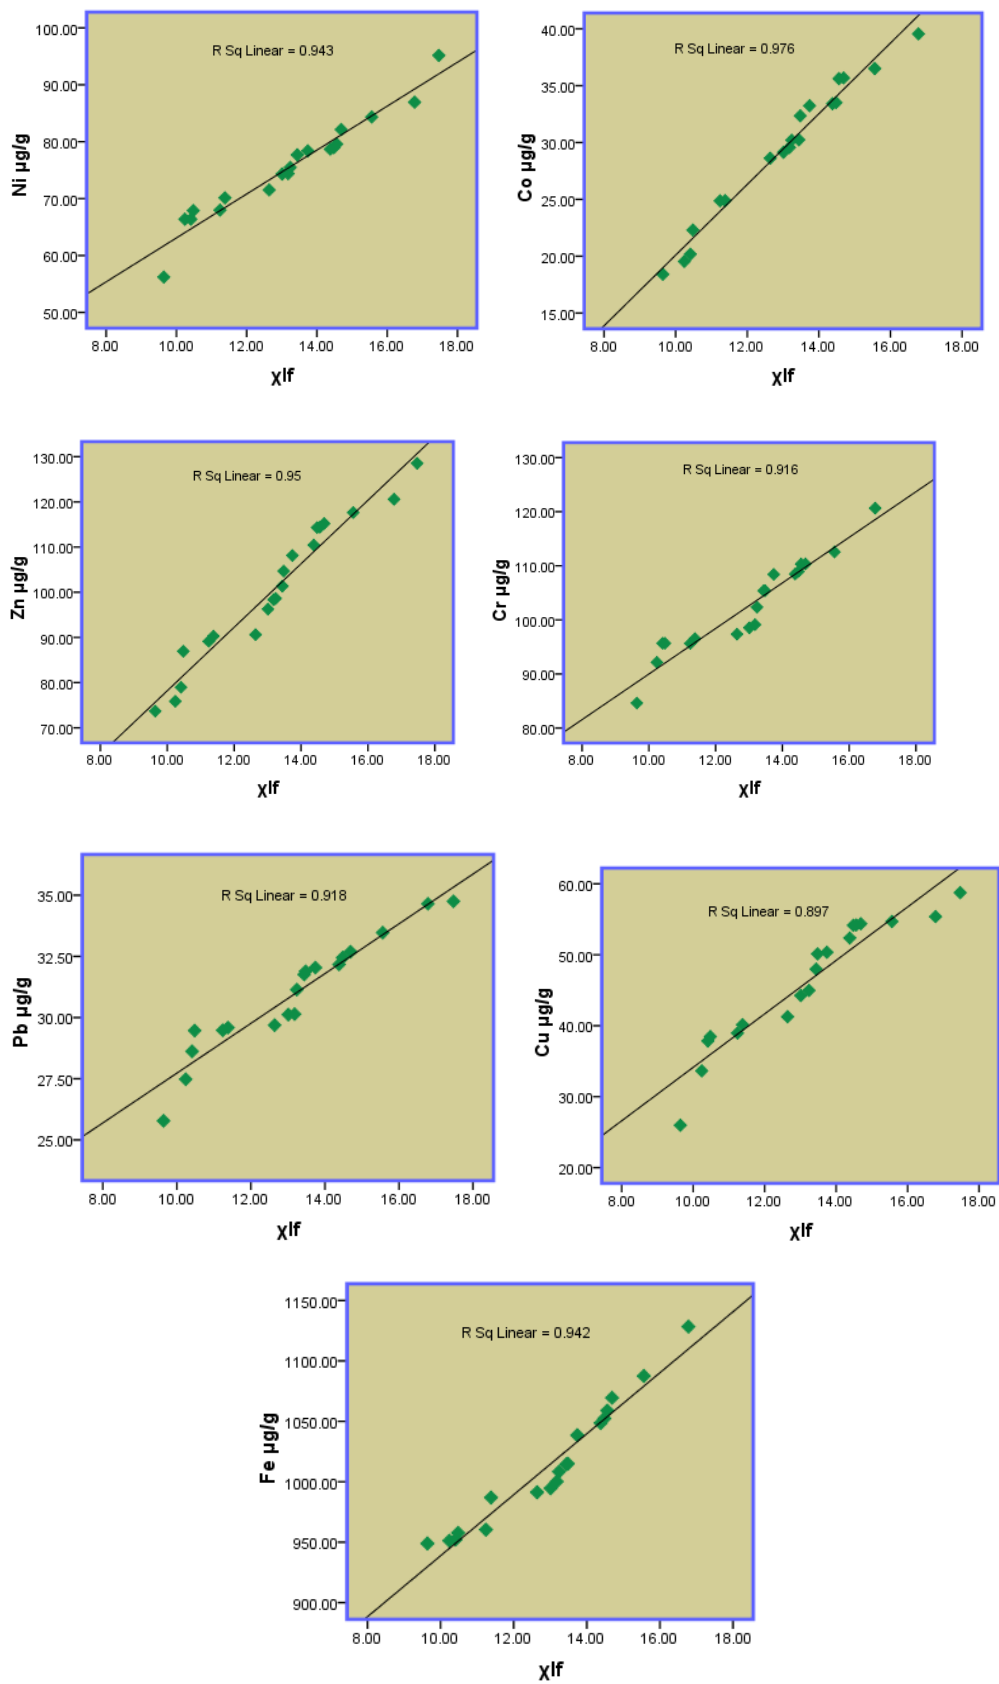 R Sq Linear = 0.943
Ni µg/g
100.00
90.00
80.00
70.00
60.00
50.00
8.00 10.00 12.00 14.00 16.00 18.00
χlf
R Sq Linear = 0.976
Co µg/g
40.00
35.00
30.00
25.00
20.00
15.00
8.00 10.00 12.00 14.00 16.00 18.00
χlf
R Sq Linear = 0.95
Zn µg/g
130.00
120.00
110.00
100.00
90.00
80.00
70.00
8.00 10.00 12.00 14.00 16.00 18.00
χlf
R Sq Linear = 0.916
Cr µg/g
130.00
120.00
110.00
100.00
90.00
80.00
8.00 10.00 12.00 14.00 16.00 18.00
χlf
R Sq Linear = 0.918
Pb µg/g
35.00
32.50
30.00
27.50
25.00
8.00 10.00 12.00 14.00 16.00 18.00
χlf
R Sq Linear = 0.897
Cu µg/g
60.00
50.00
40.00
30.00
20.00
8.00 10.00 12.00 14.00 16.00 18.00
χlf
R Sq Linear = 0.942
Fe µg/g
1150.00
1100.00
1050.00
1000.00
950.00
900.00
8.00 10.00 12.00 14.00 16.00 18.00
χlf